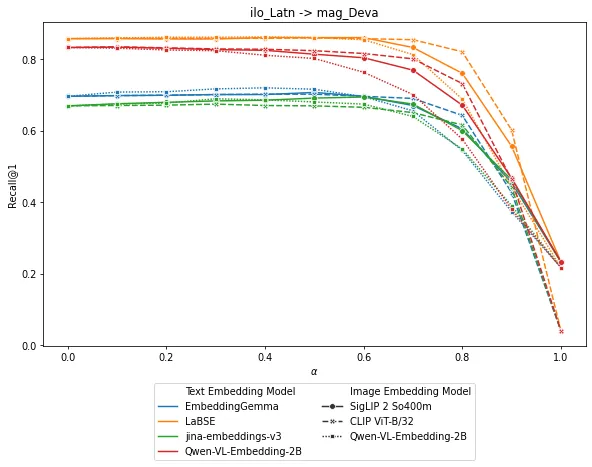 ilo_Latn -> mag_Deva
Recall@1
0.8
0.6
0.4
0.2
0.0
0.0 0.2 0.4 0.6 0.8 1.0
α
Text Embedding Model
EmbeddingGemma
LaBSE
jina-embeddings-v3
Qwen-VL-Embedding-2B
Image Embedding Model
SigLIP 2 So400m
CLIP ViT-B/32
Qwen-VL-Embedding-2B